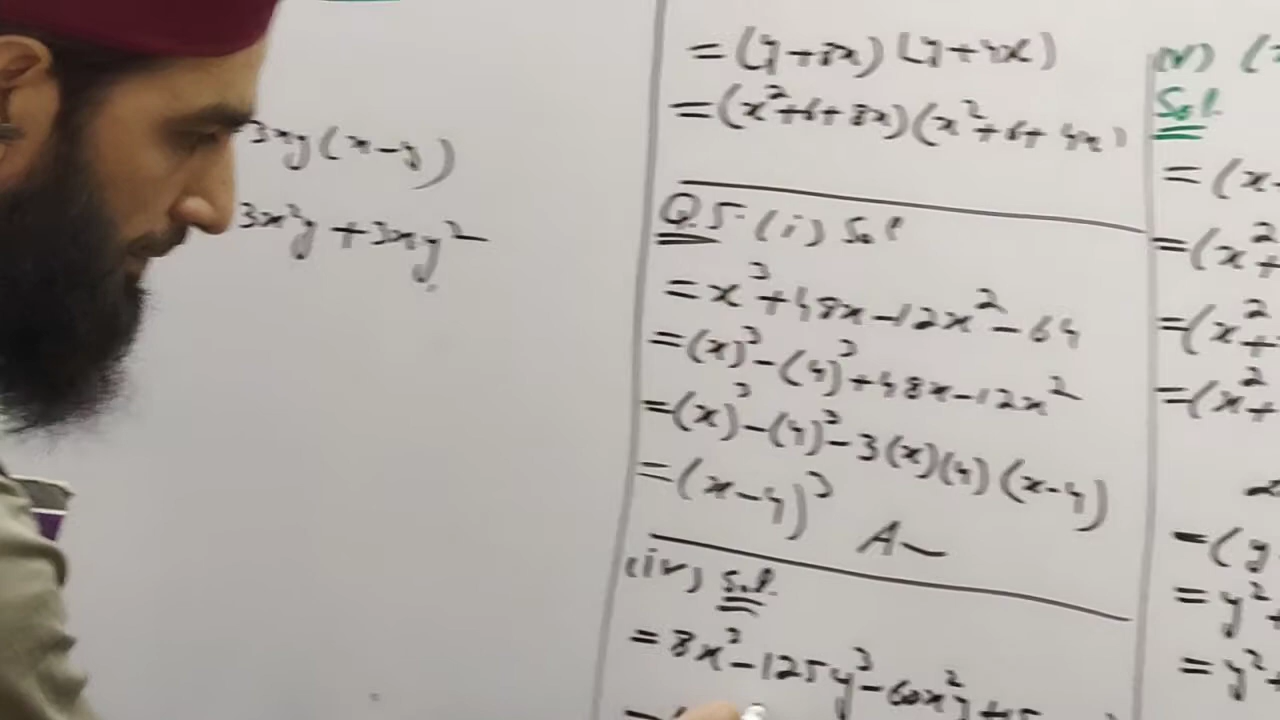 3xy(x-y)
3x²y+3xy²
=(y+8x)(y+4x)
=(x²+6+8x)(x²+6+4x)
Q.5. (i) Sol
=x³+48x-12x²-64
=(x)³-(4)³+48x-12x²
=(x)³-(4)³-3(x)(4)(x-4)
=(x-4)³ A
(iv) Sol.
=8x³-125y³-60x²y+15
(v) (
Sol.
=(x
=(x²+
=(x²+
=(x²+
=(y
=y²+
=y²+